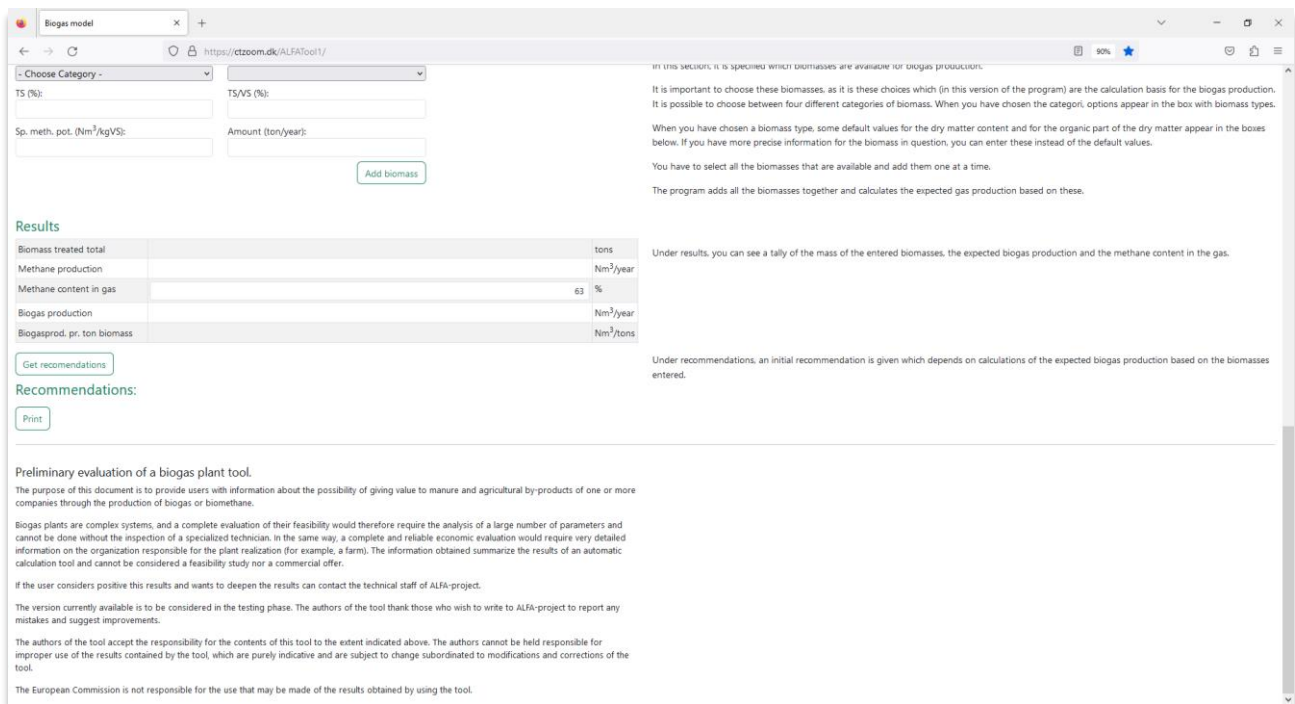 Biogas model
https://ctzoom.dk/ALFATool1/
90%
- Choose Category -
TS (%):
TS/VS (%):
Sp. meth. pot. (Nm³/kgVS):
Amount (ton/year):
Add biomass
In this section, it is specified which biomasses are available for biogas production.
It is important to choose these biomasses, as it is these choices which (in this version of the program) are the calculation basis for the biogas production.
It is possible to choose between four different categories of biomass. When you have chosen the categori, options appear in the box with biomass types.
When you have chosen a biomass type, some default values for the dry matter content and for the organic part of the dry matter appear in the boxes
below. If you have more precise information for the biomass in question, you can enter these instead of the default values.
You have to select all the biomasses that are available and add them one at a time.
The program adds all the biomasses together and calculates the expected gas production based on these.
Results
Biomass treated total tons
Methane production Nm³/year
Methane content in gas 63 %
Biogas production Nm³/year
Biogasprod. pr. ton biomass Nm³/tons
Under results, you can see a tally of the mass of the entered biomasses, the expected biogas production and the methane content in the gas.
Get recomendations
Under recommendations, an initial recommendation is given which depends on calculations of the expected biogas production based on the biomasses
entered.
Recommendations:
Print
Preliminary evaluation of a biogas plant tool.
The purpose of this document is to provide users with information about the possibility of giving value to manure and agricultural by-products of one or more
companies through the production of biogas or biomethane.
Biogas plants are complex systems, and a complete evaluation of their feasibility would therefore require the analysis of a large number of parameters and
cannot be done without the inspection of a specialized technician. In the same way, a complete and reliable economic evaluation would require very detailed
information on the organization responsible for the plant realization (for example, a farm). The information obtained summarize the results of an automatic
calculation tool and cannot be considered a feasibility study nor a commercial offer.
If the user considers positive this results and wants to deepen the results can contact the technical staff of ALFA-project.
The version currently available is to be considered in the testing phase. The authors of the tool thank those who wish to write to ALFA-project to report any
mistakes and suggest improvements.
The authors of the tool accept the responsibility for the contents of this tool to the extent indicated above. The authors cannot be held responsible for
improper use of the results contained by the tool, which are purely indicative and are subject to change subordinated to modifications and corrections of the
tool.
The European Commission is not responsible for the use that may be made of the results obtained by using the tool.